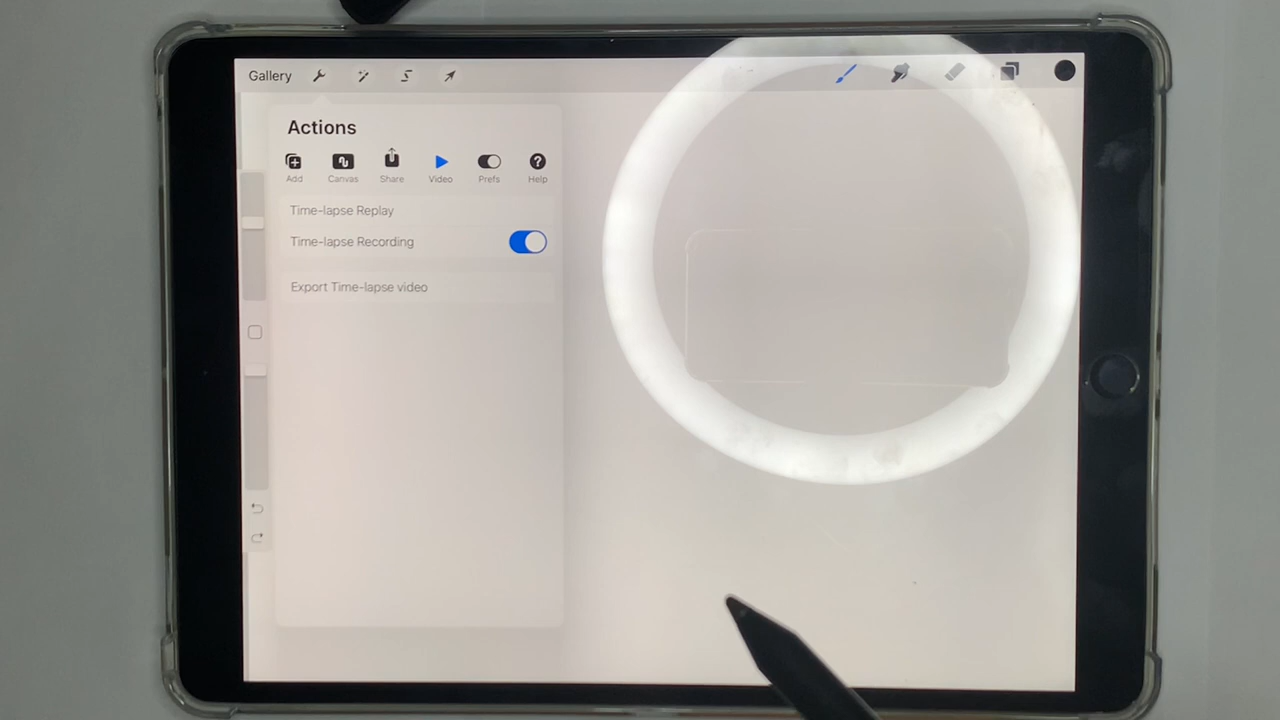 Gallery
Actions
Add Canvas Share Video Prefs Help
Time-lapse Replay
Time-lapse Recording
Export Time-lapse video